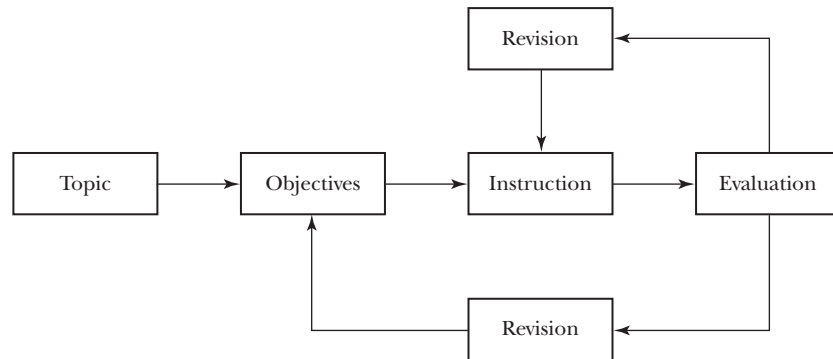 Revision
Topic
Objectives
Instruction
Evaluation
Revision